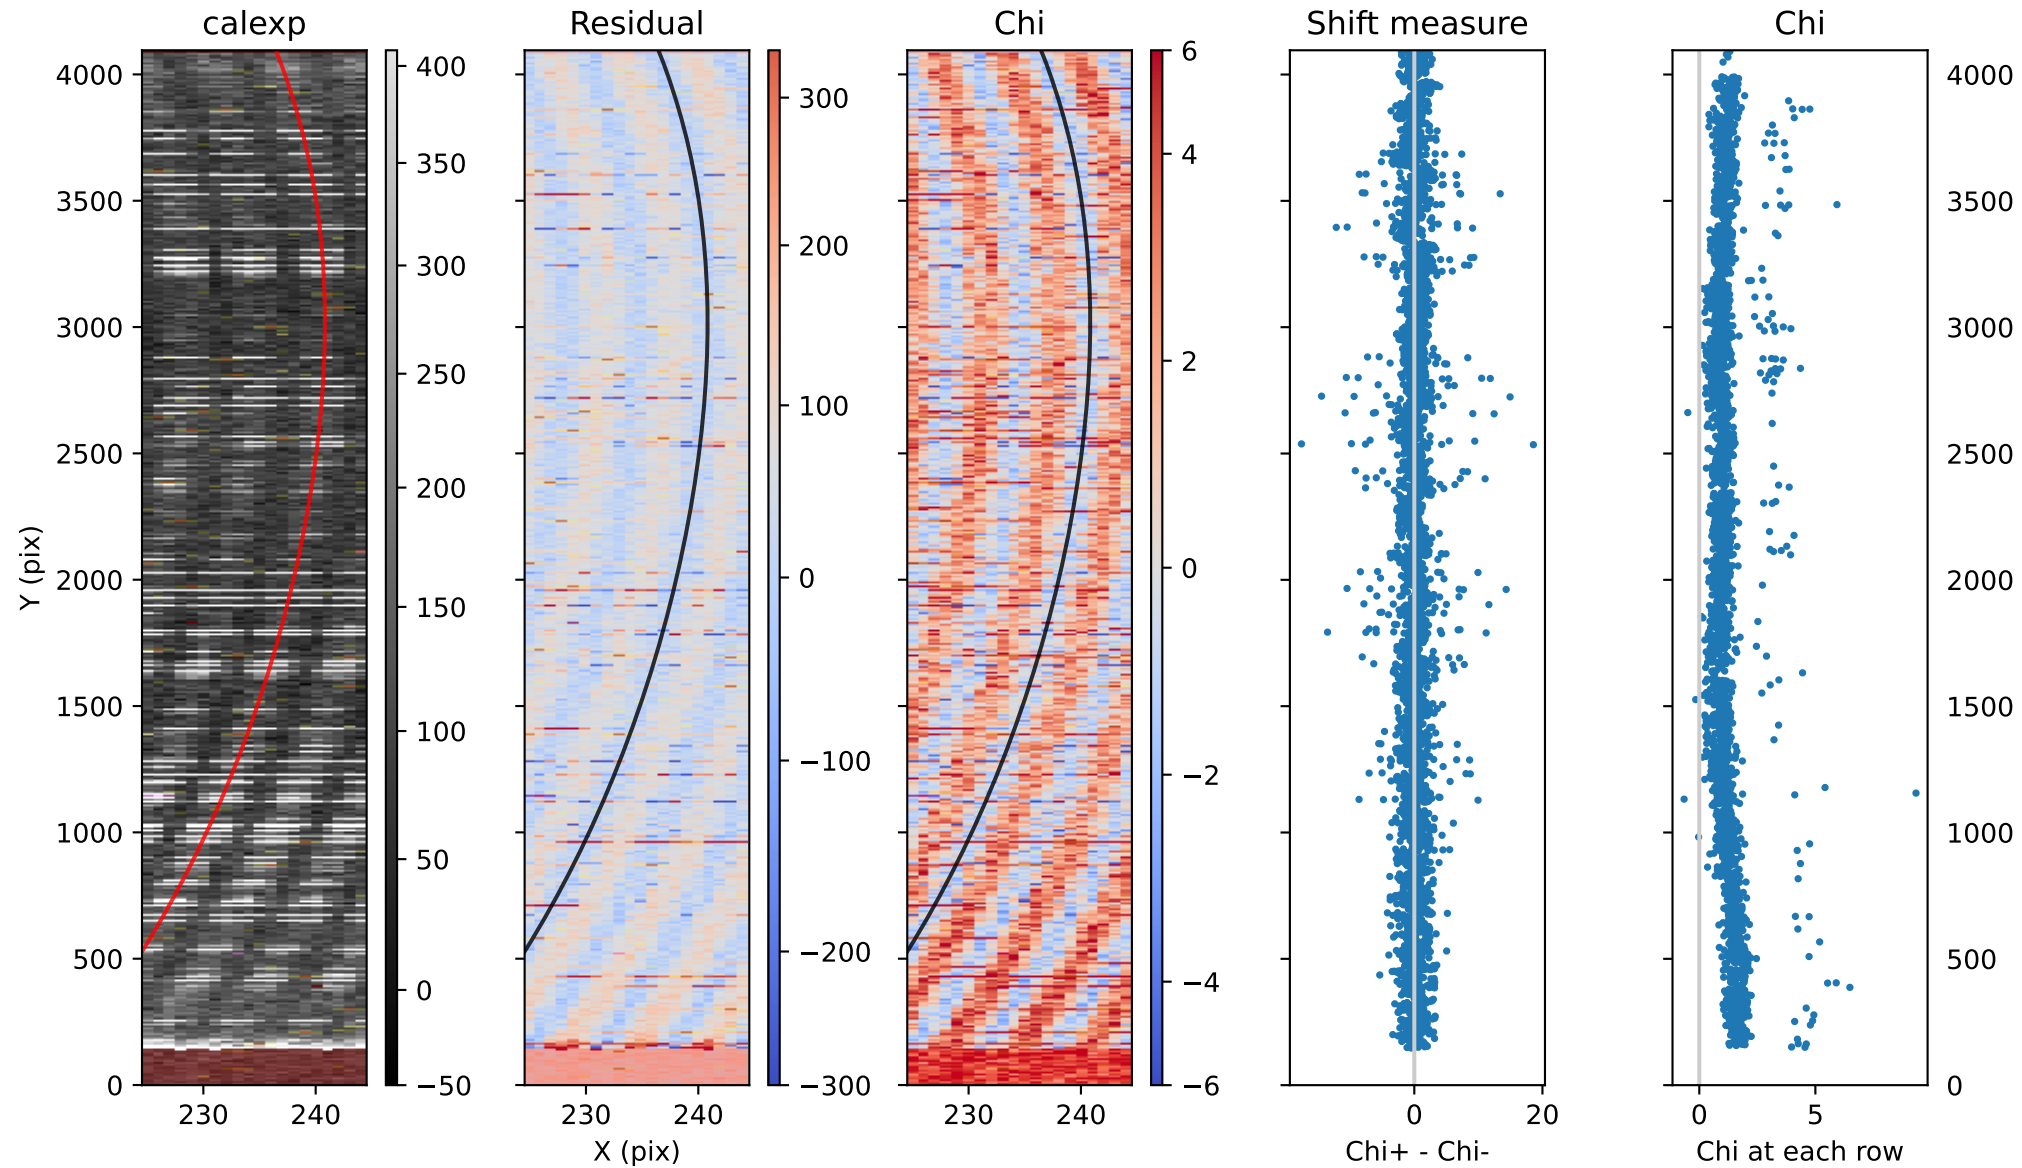 calexp Residual Chi Shift measure Chi
4000 400 300 6 4000
350 4
3500 300 200 3500
3000 250 100 2 3000
2500 200 2500
2000 150 0 0 2000
1500 100 1500
1000 50 −100 −2 1000
500 0 −200 −4 500
0 −50 −300 −6 0
230 240 230 240 230 240 0 20 0 5
Y (pix)
X (pix) Chi+ - Chi- Chi at each row